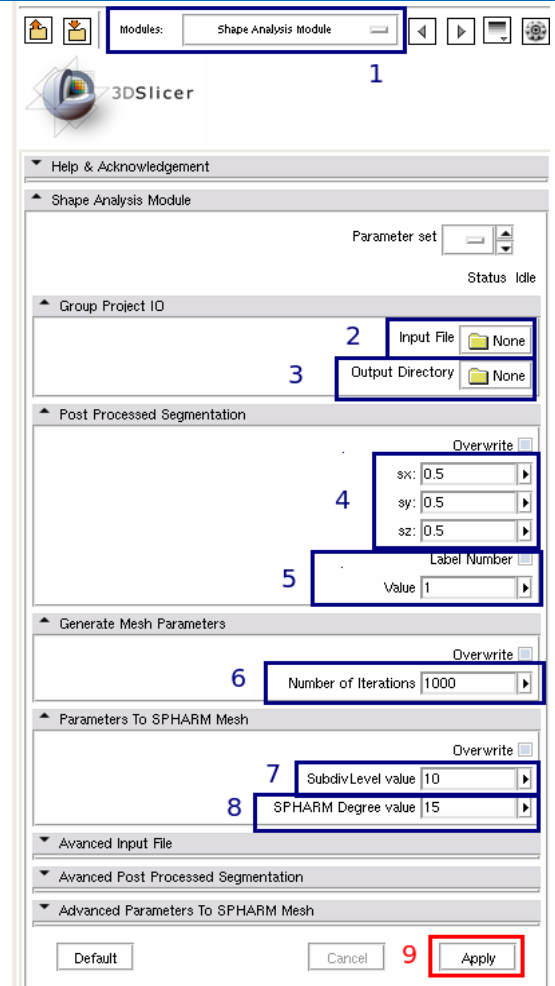 Modules: Shape Analysis Module
1
3DSlicer
Help & Acknowledgement
Shape Analysis Module
Parameter set
Status Idle
Group Project IO
2 Input File None
3 Output Directory None
Post Processed Segmentation
Overwrite
sx: 0.5
4 sy: 0.5
sz: 0.5
Label Number
5 Value 1
Generate Mesh Parameters
Overwrite
6 Number of Iterations 1000
Parameters To SPHARM Mesh
Overwrite
7 SubdivLevel value 10
8 SPHARM Degree value 15
Avanced Input File
Avanced Post Processed Segmentation
Advanced Parameters To SPHARM Mesh
Default Cancel 9 Apply